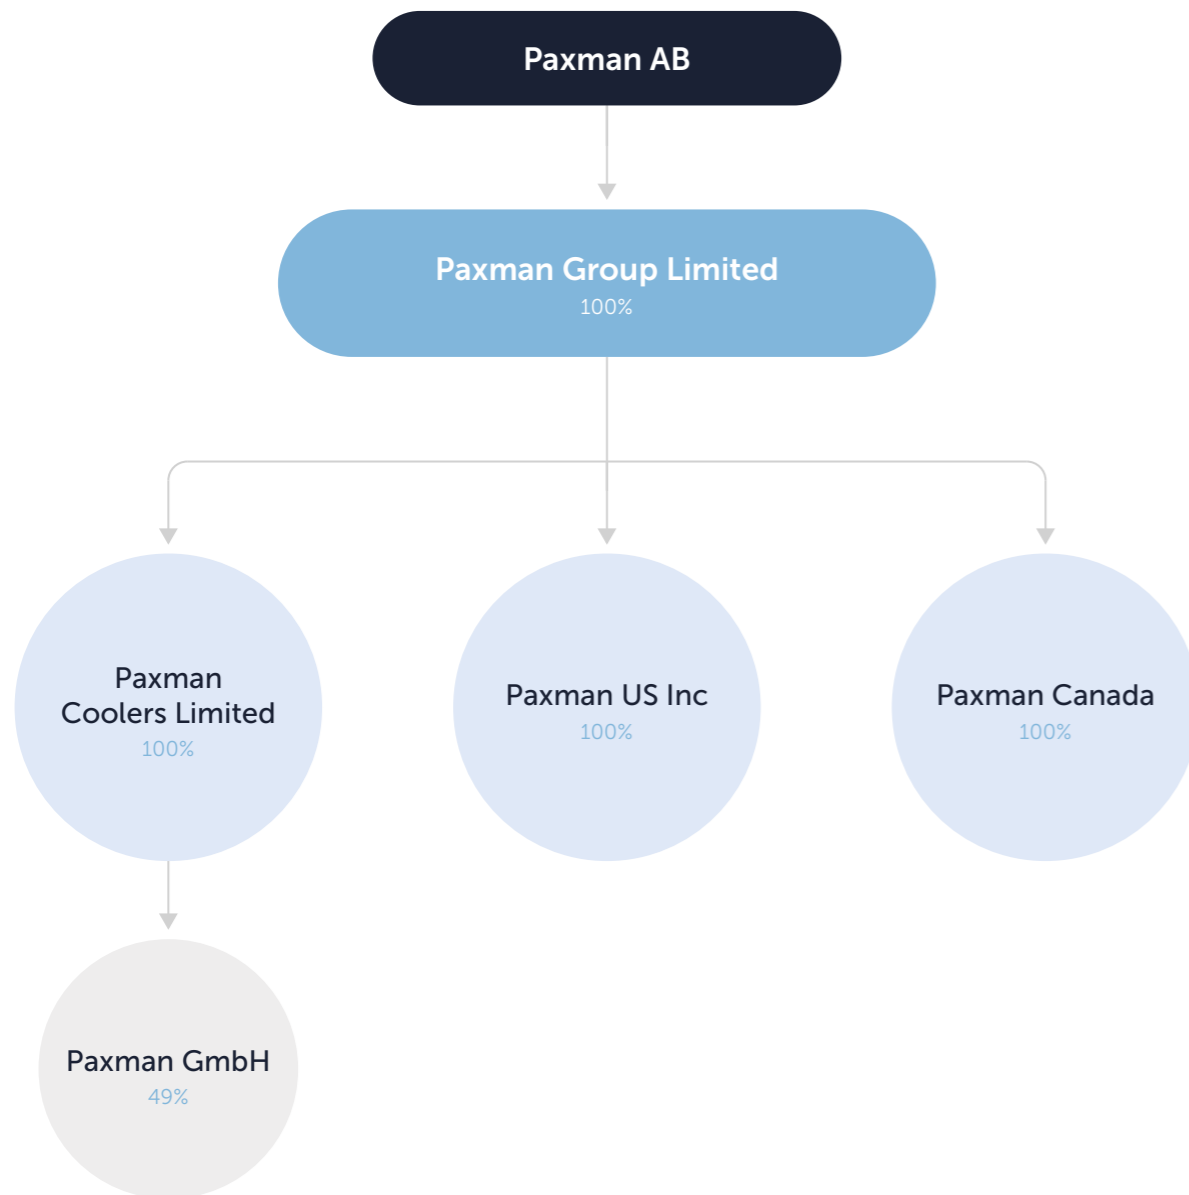 Paxman AB
Paxman Group Limited
100%
Paxman
Coolers Limited
100%
Paxman US Inc
100%
Paxman Canada
100%
Paxman GmbH
49%